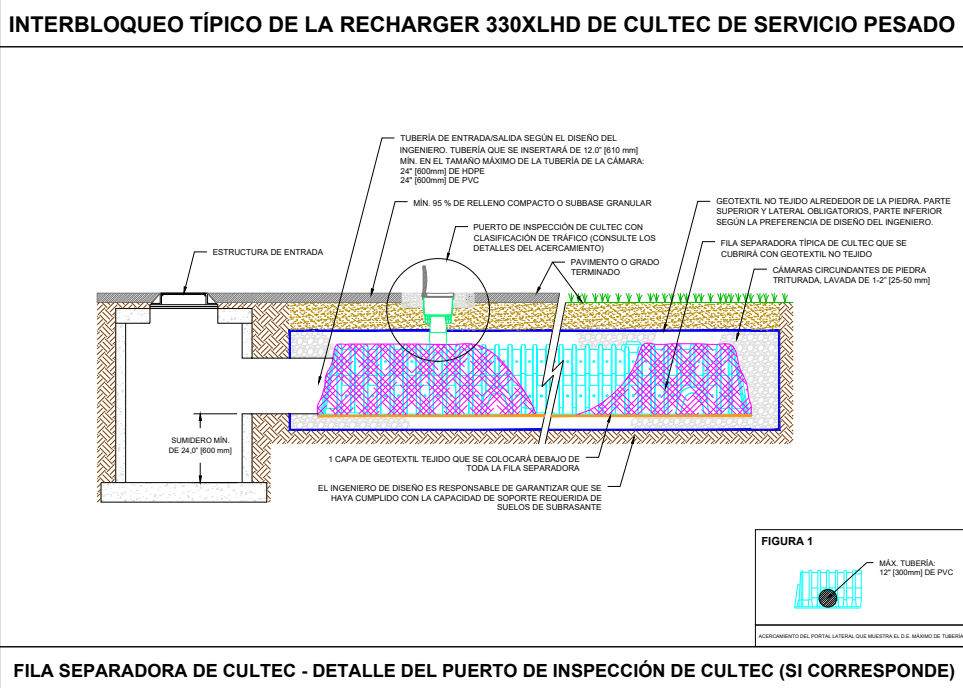 INTERBLOQUEO TÍPICO DE LA RECHARGER 330XLHD DE CULTEC DE SERVICIO PESADO
TUBERÍA DE ENTRADA/SALIDA SEGÚN EL DISEÑO DEL
INGENIERO. TUBERÍA QUE SE INSERTARÁ DE 12.0" [610 mm]
MÍN. EN EL TAMAÑO MÁXIMO DE LA TUBERÍA DE LA CÁMARA:
24" [600mm] DE HDPE
24" [600mm] DE PVC
MÍN. 95 % DE RELLENO COMPACTO O SUBBASE GRANULAR
PUERTO DE INSPECCIÓN DE CULTEC CON
CLASIFICACIÓN DE TRÁFICO (CONSULTE LOS
DETALLES DEL ACERCAMIENTO)
PAVIMENTO O GRADO
TERMINADO
GEOTEXTIL NO TEJIDO ALREDEDOR DE LA PIEDRA. PARTE
SUPERIOR Y LATERAL OBLIGATORIOS, PARTE INFERIOR
SEGÚN LA PREFERENCIA DE DISEÑO DEL INGENIERO.
FILA SEPARADORA TÍPICA DE CULTEC QUE SE
CUBRIRÁ CON GEOTEXTIL NO TEJIDO
CÁMARAS CIRCUNDANTES DE PIEDRA
TRITURADA, LAVADA DE 1-2" [25-50 mm]
ESTRUCTURA DE ENTRADA
SUMIDERO MÍN.
DE 24,0" [600 mm]
1 CAPA DE GEOTEXTIL TEJIDO QUE SE COLOCARÁ DEBAJO DE
TODA LA FILA SEPARADORA
EL INGENIERO DE DISEÑO ES RESPONSABLE DE GARANTIZAR QUE SE
HAYA CUMPLIDO CON LA CAPACIDAD DE SOPORTE REQUERIDA DE
SUELOS DE SUBRASANTE
FIGURA 1
MÁX. TUBERÍA:
12" [300mm] DE PVC
ACERCAMIENTO DEL PORTAL LATERAL QUE MUESTRA EL D.E. MÁXIMO DE TUBERÍA
FILA SEPARADORA DE CULTEC - DETALLE DEL PUERTO DE INSPECCIÓN DE CULTEC (SI CORRESPONDE)